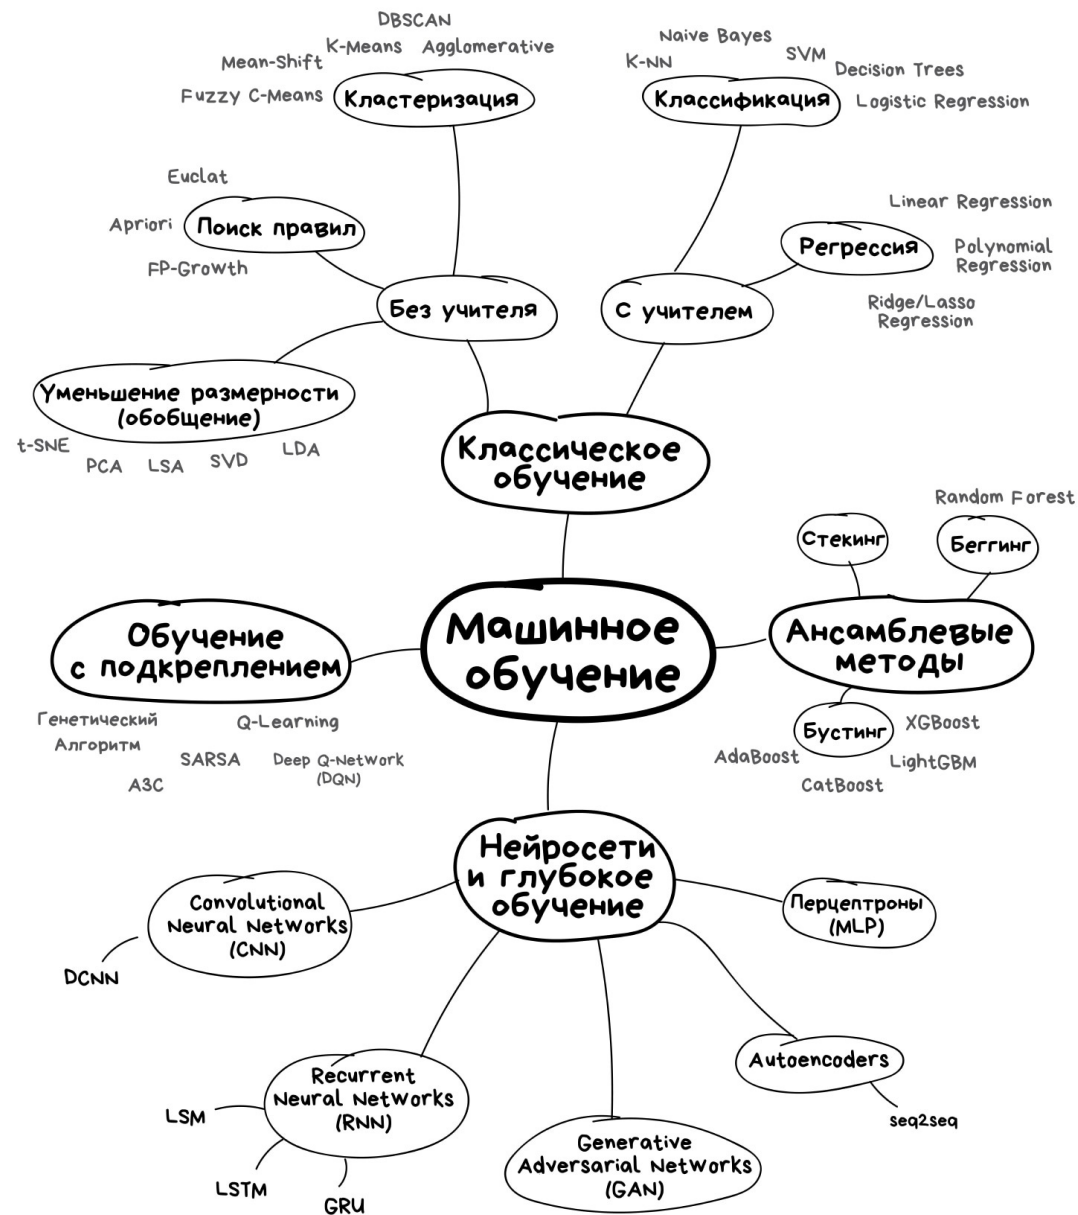 DBSCAN
K-Means
Agglomerative
Mean-Shift
Fuzzy C-Means
Кластеризация
Naive Bayes
K-NN
SVM
Decision Trees
Классификация
Logistic Regression
Euclat
Apriori
Поиск правил
FP-Growth
Linear Regression
Регрессия
Polynomial
Regression
Ridge/Lasso
Regression
Без учителя
С учителем
Уменьшение размерности
(обобщение)
t-SNE
PCA
LSA
SVD
LDA
Классическое
обучение
Random Forest
Стекинг
Беггинг
Машинное
обучение
Обучение
с подкреплением
Ансамблевые
методы
Генетический
Алгоритм
Q-Learning
SARSA
Deep Q-Network
(DQN)
A3C
Бустинг
XGBoost
AdaBoost
LightGBM
CatBoost
Нейросети
и глубокое
обучение
Convolutional
Neural Networks
(CNN)
DCNN
Перцептроны
(MLP)
Autoencoders
seq2seq
Recurrent
Neural Networks
(RNN)
LSM
LSTM
GRU
Generative
Adversarial Networks
(GAN)